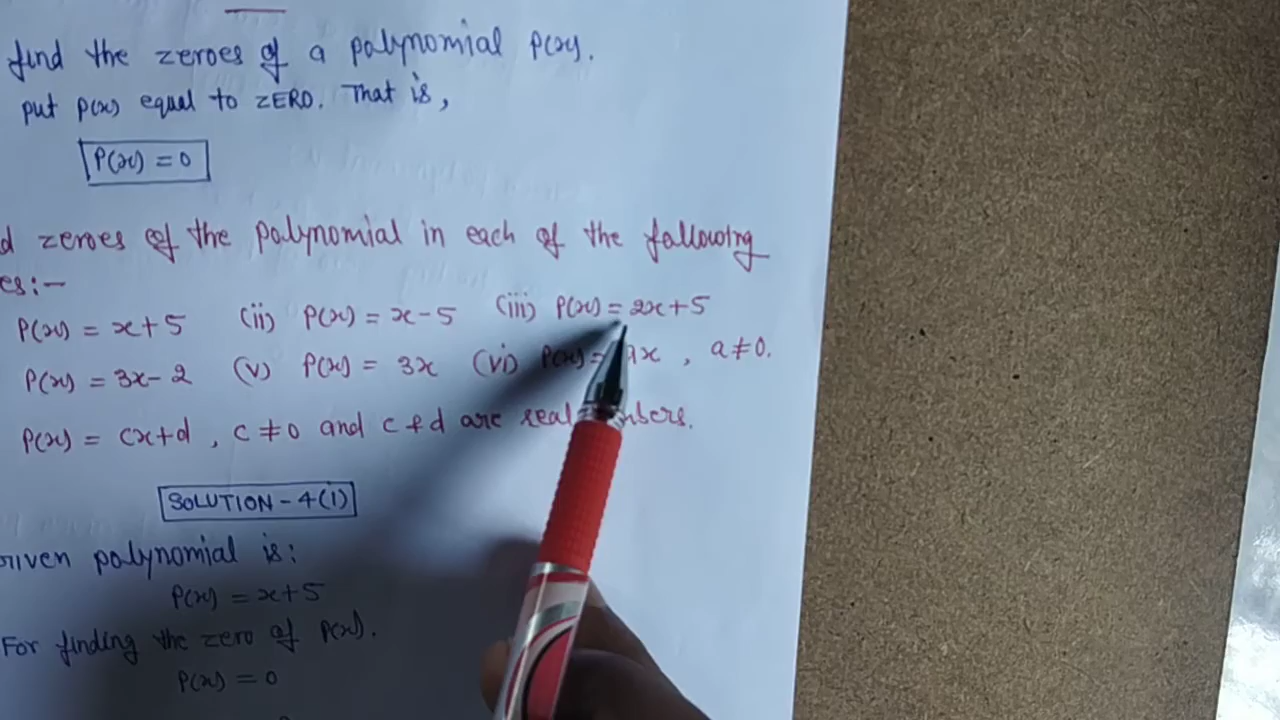 find the zeroes of a polynomial P(x).
put P(x) equal to ZERO. That is,
P(x) = 0
d zeroes of the polynomial in each of the following
es:-
P(x) = x+5 (ii) P(x) = x-5 (iii) P(x) = 2x+5
P(x) = 3x-2 (v) P(x) = 3x (vi) P(x) = ax , a≠0.
P(x) = cx+d , c≠0 and c & d are real
SOLUTION-4(I)
Given polynomial is:
P(x) = x+5
For finding the zero of P(x).
P(x) = 0